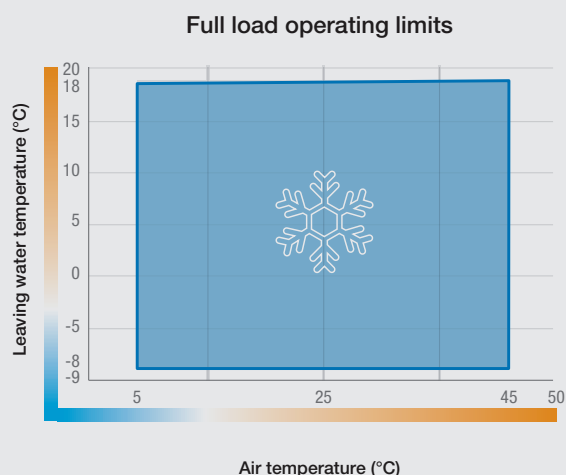 Full load operating limits
Leaving water temperature (°C)
20
18
15
10
5
0
-5
-8
-9
5 25 45 50
Air temperature (°C)